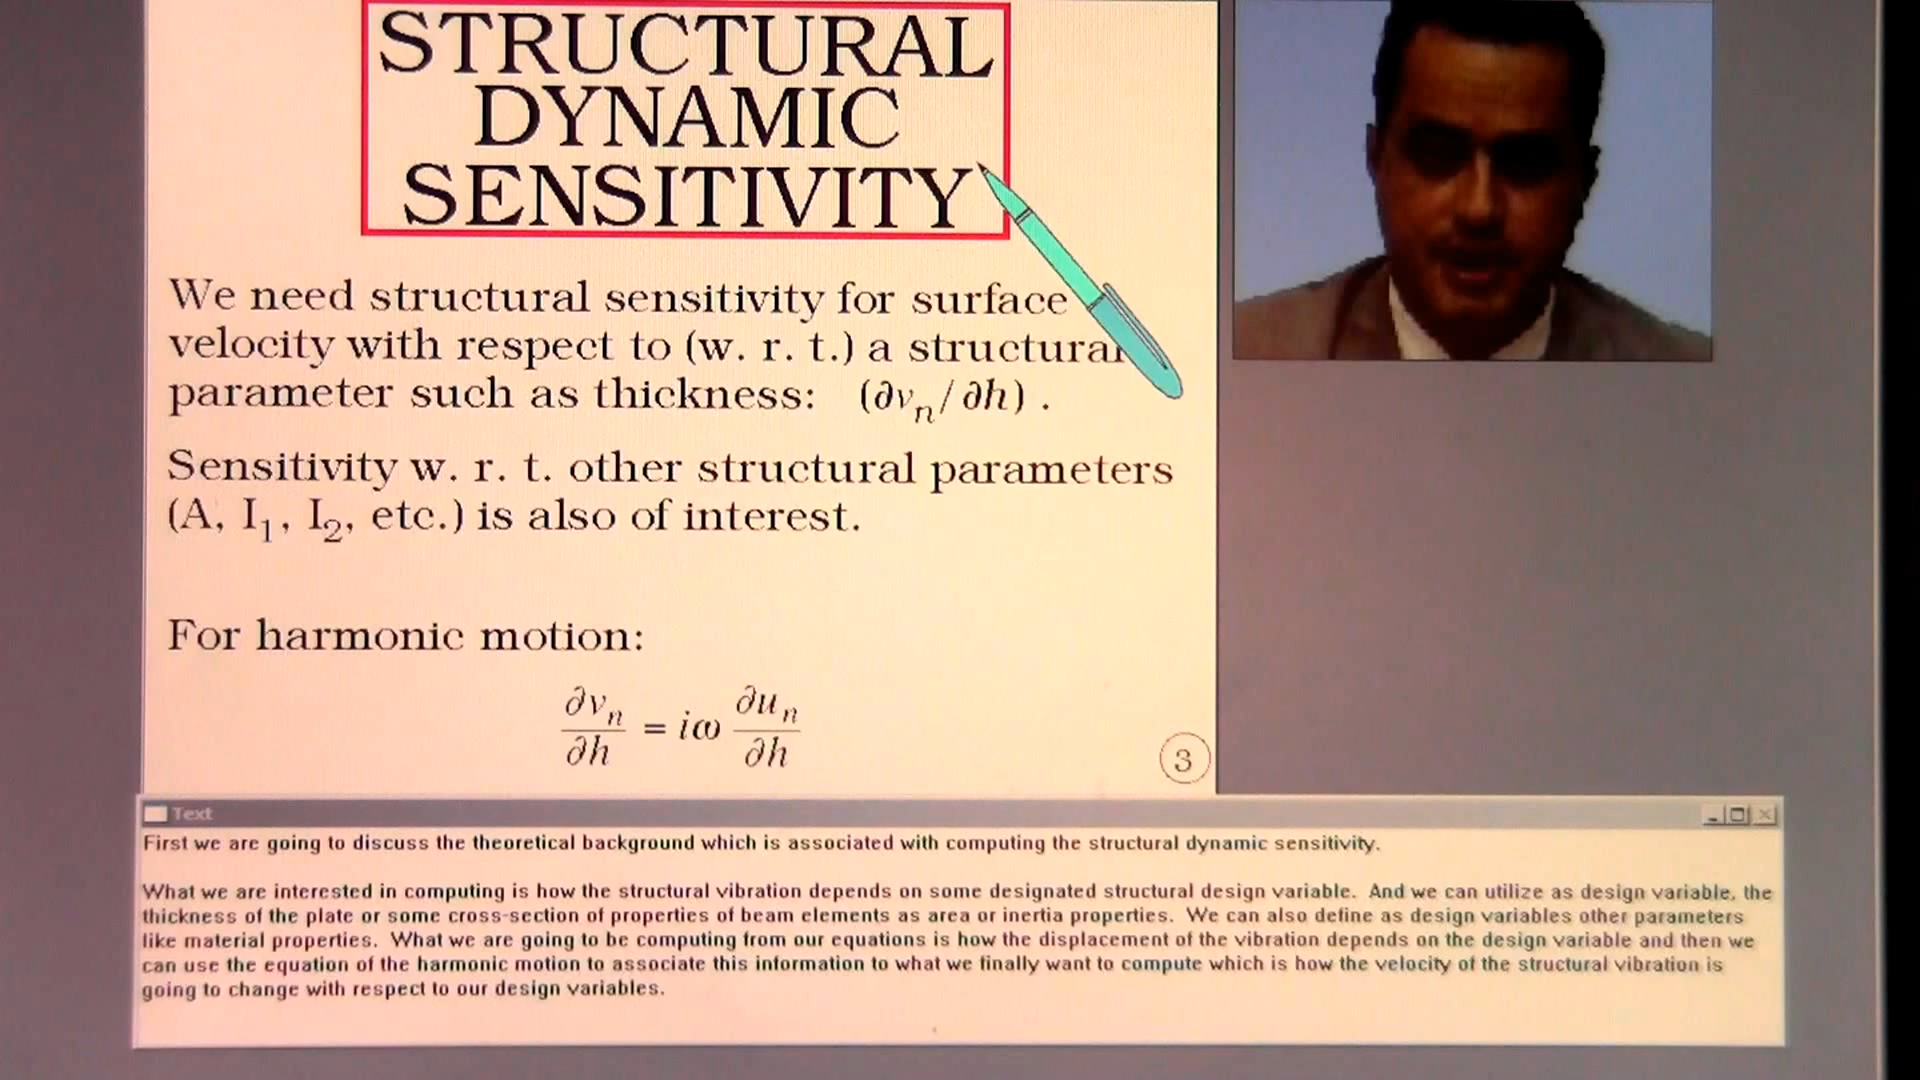 STRUCTURAL
DYNAMIC
SENSITIVITY
We need structural sensitivity for surface
velocity with respect to (w. r. t.) a structural
parameter such as thickness: (∂vₙ/∂h) .
Sensitivity w. r. t. other structural parameters
(A, I₁, I₂, etc.) is also of interest.
For harmonic motion:
∂vₙ/∂h = iω ∂uₙ/∂h
3
Text
First we are going to discuss the theoretical background which is associated with computing the structural dynamic sensitivity.
What we are interested in computing is how the structural vibration depends on some designated structural design variable. And we can utilize as design variable, the
thickness of the plate or some cross-section of properties of beam elements as area or inertia properties. We can also define as design variables other parameters
like material properties. What we are going to be computing from our equations is how the displacement of the vibration depends on the design variable and then we
can use the equation of the harmonic motion to associate this information to what we finally want to compute which is how the velocity of the structural vibration is
going to change with respect to our design variables.